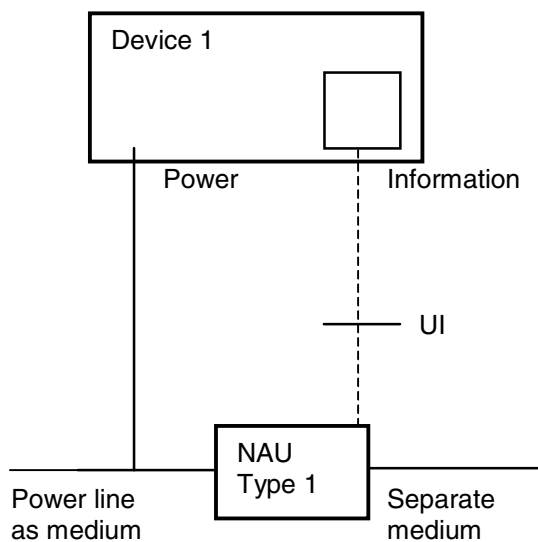 Device 1
Power
Information
UI
NAU
Type 1
Power line
as medium
Separate
medium